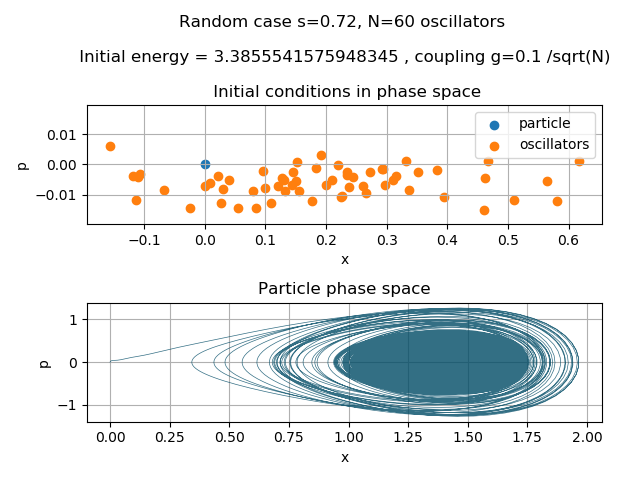 Random case s=0.72, N=60 oscillators
Initial energy = 3.3855541575948345 , coupling g=0.1 /sqrt(N)
Initial conditions in phase space
p
0.01
0.00
−0.01
particle
oscillators
−0.1 0.0 0.1 0.2 0.3 0.4 0.5 0.6
x
Particle phase space
p
1
0
−1
0.00 0.25 0.50 0.75 1.00 1.25 1.50 1.75 2.00
x